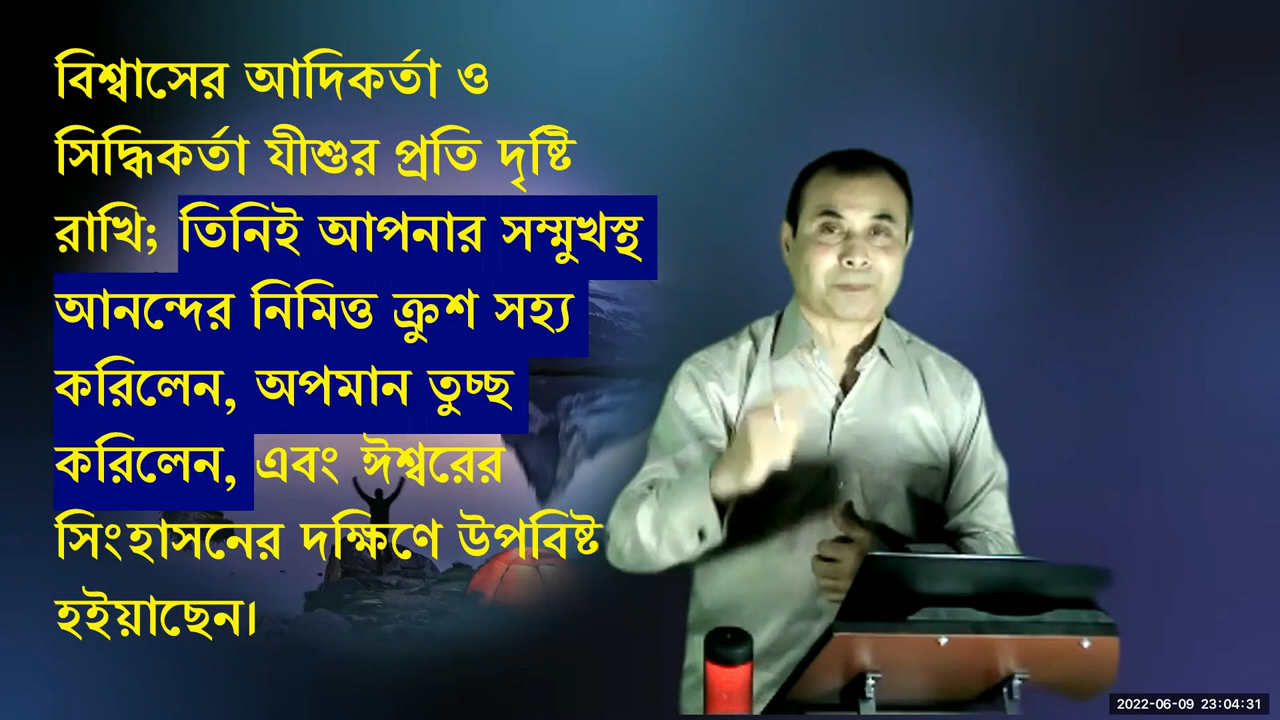 বিশ্বাসের আদিকর্তা ও
সিদ্ধিকর্তা যীশুর প্রতি দৃষ্টি
রাখি; তিনিই আপনার সম্মুখস্থ
আনন্দের নিমিত্ত ক্রুশ সহ্য
করিলেন, অপমান তুচ্ছ
করিলেন, এবং ঈশ্বরের
সিংহাসনের দক্ষিণে উপবিষ্ট
হইয়াছেন।
2022-06-09 23:04:31